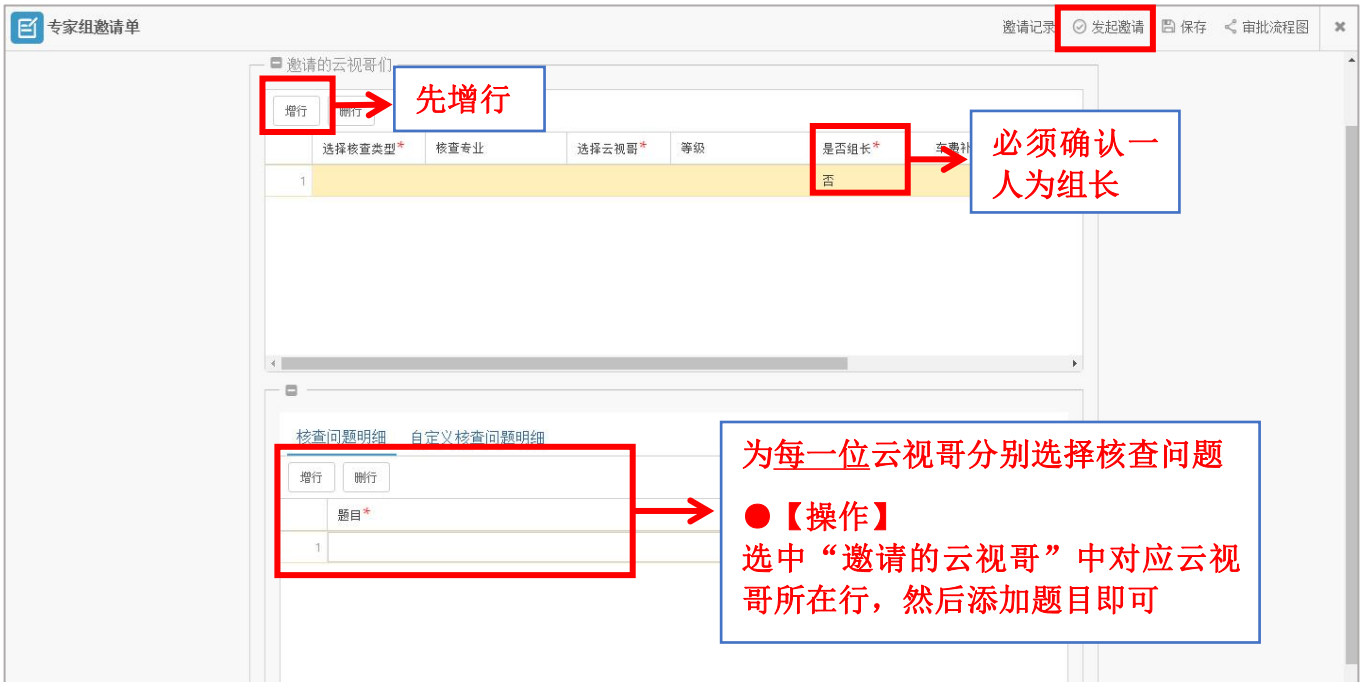 专家组邀请单
邀请记录 发起邀请 保存 审批流程图
邀请的云视哥们
增行 删行
先增行
选择核查类型* 核查专业 选择云视哥* 等级 是否组长* 车费补
1 否
必须确认一
人为组长
核查问题明细 自定义核查问题明细
增行 删行
题目*
1
为每一位云视哥分别选择核查问题
●【操作】
选中“邀请的云视哥”中对应云视
哥所在行，然后添加题目即可